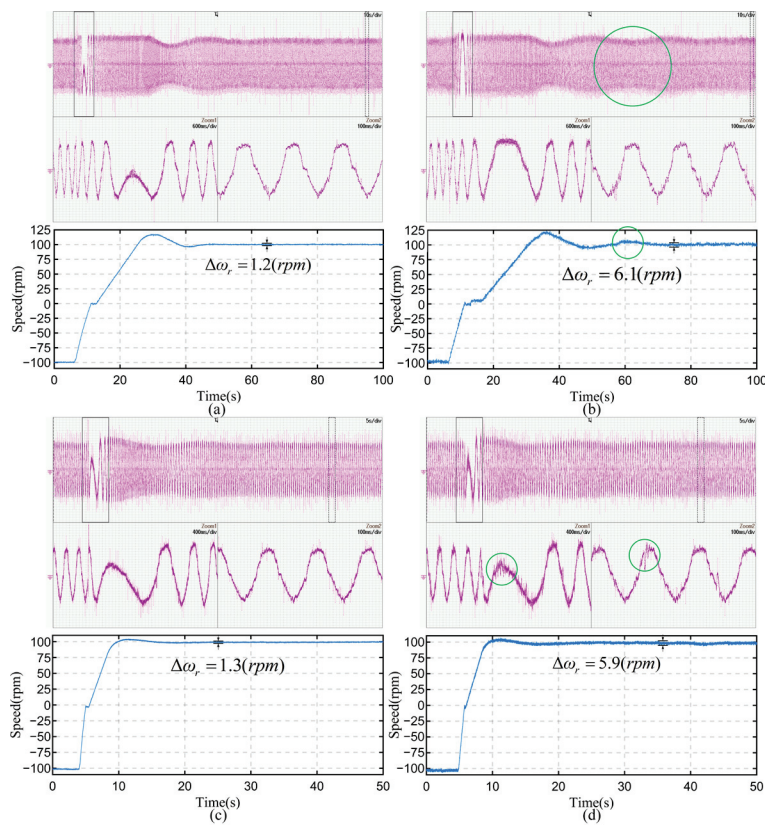 10s/div 10s/div
Zoom1 Zoom2 Zoom1 Zoom2
600ms/div 100ms/div 600ms/div 100ms/div
125 125
100 100
75 75
50 50
25 25
0 0
−25 −25
−50 −50
−75 −75
−100 −100
Speed(rpm) Speed(rpm)
Δωr = 1.2(rpm) Δωr = 6.1(rpm)
0 20 40 60 80 100 0 20 40 60 80 100
Time(s) Time(s)
(a) (b)
5s/div 5s/div
Zoom1 Zoom2 Zoom1 Zoom2
400ms/div 100ms/div 400ms/div 100ms/div
100 100
75 75
50 50
25 25
0 0
−25 −25
−50 −50
−75 −75
−100 −100
Speed(rpm) Speed(rpm)
Δωr = 1.3(rpm) Δωr = 5.9(rpm)
0 10 20 30 40 50 0 10 20 30 40 50
Time(s) Time(s)
(c) (d)